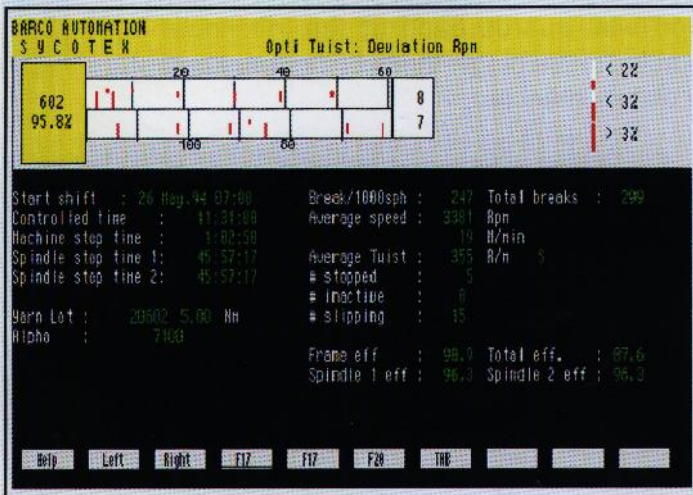 BARCO AUTOMATION
SYCOTEX Opti Twist: Deviation Rpm
20 40 60 < 2%
602 8 < 3%
95.8% 7 > 3%
100 80
Start shift : 26 May.94 07:00 Break/1000sph : 247 Total breaks : 299
Controlled time : 11:31:00 Average speed : 3381 Rpm
Machine stop time : 1:02:58 19 M/min
Spindle stop time 1: 45:57:17 Average Twist : 355 R/m S
Spindle stop time 2: 45:57:17 # stopped : 5
# inactive : 0
Yarn Lot : 20602 5.00 Nm # slipping : 15
Alpha : 7100
Frame eff : 98.9 Total eff. : 87.6
Spindle 1 eff : 96.3 Spindle 2 eff : 96.3
Help Left Right F17 F17 F20 TAB